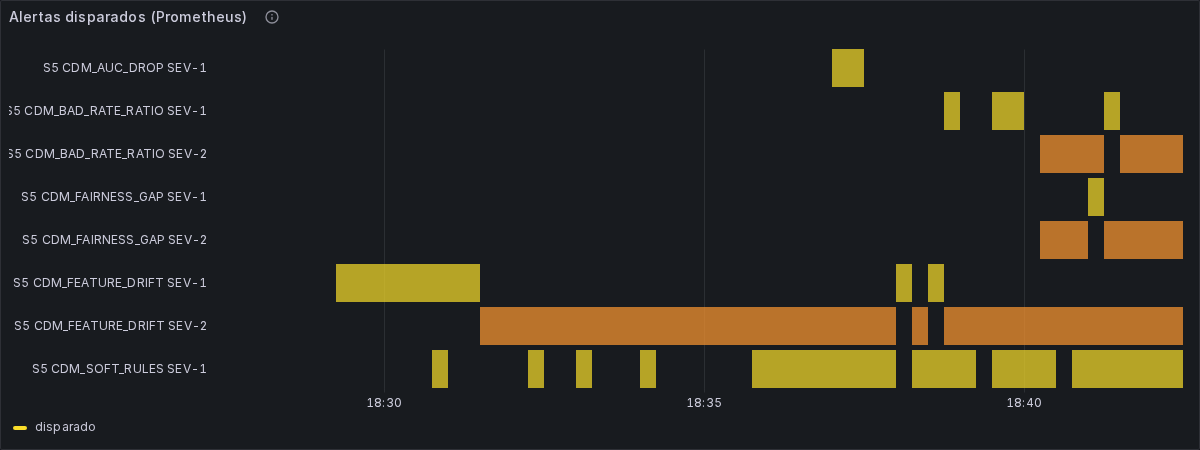 Alertas disparados (Prometheus)
S5 CDM_AUC_DROP SEV-1
S5 CDM_BAD_RATE_RATIO SEV-1
S5 CDM_BAD_RATE_RATIO SEV-2
S5 CDM_FAIRNESS_GAP SEV-1
S5 CDM_FAIRNESS_GAP SEV-2
S5 CDM_FEATURE_DRIFT SEV-1
S5 CDM_FEATURE_DRIFT SEV-2
S5 CDM_SOFT_RULES SEV-1
18:30 18:35 18:40
disparado